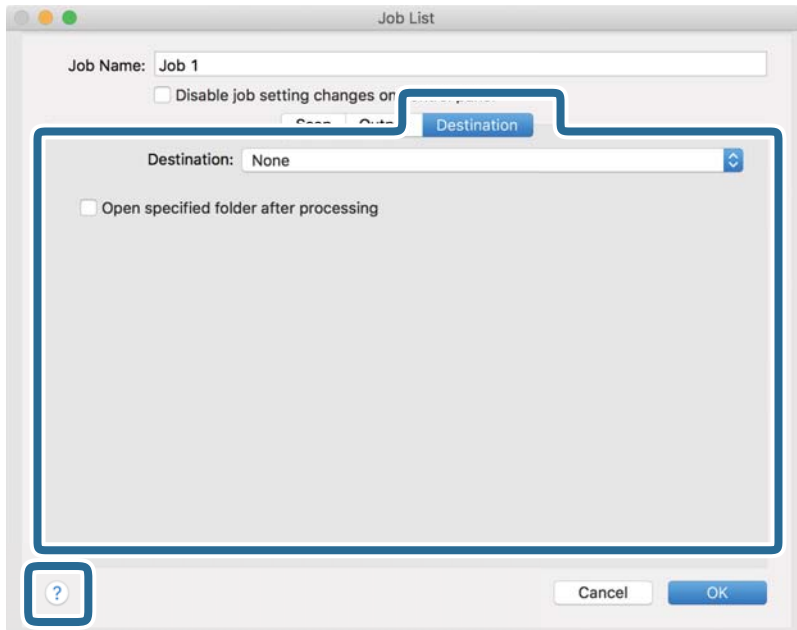 Job List
Job Name: Job 1
Disable job setting changes on
Destination
Destination: None
Open specified folder after processing
? Cancel OK